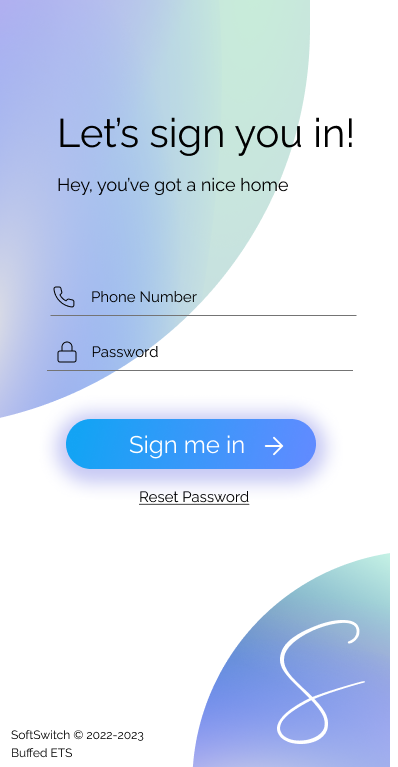 Let’s sign you in!
Hey, you’ve got a nice home
Phone Number
Password
Sign me in
Reset Password
S
SoftSwitch © 2022-2023
Buffed ETS